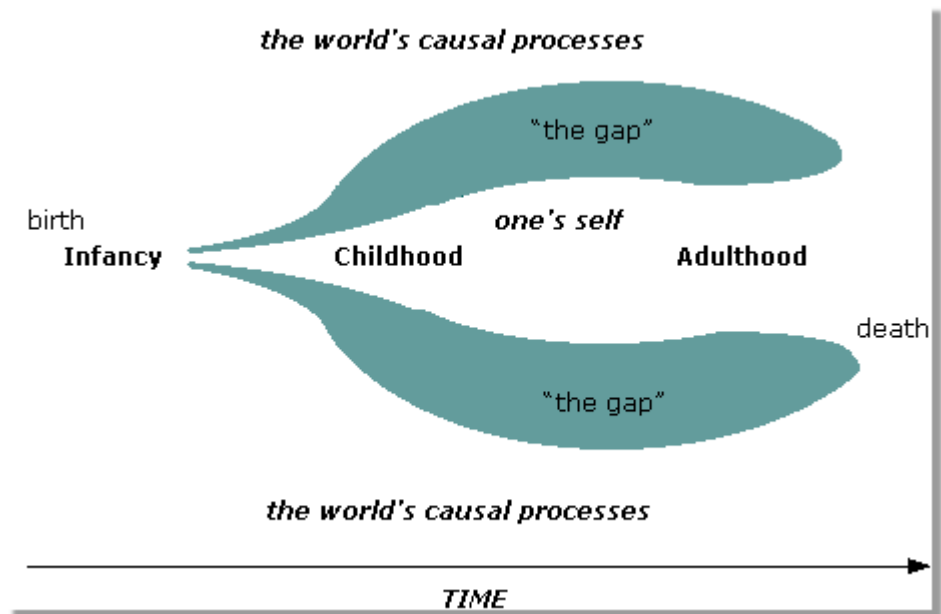 the world's causal processes
“the gap”
birth
one's self
Infancy
Childhood
Adulthood
death
“the gap”
the world's causal processes
TIME